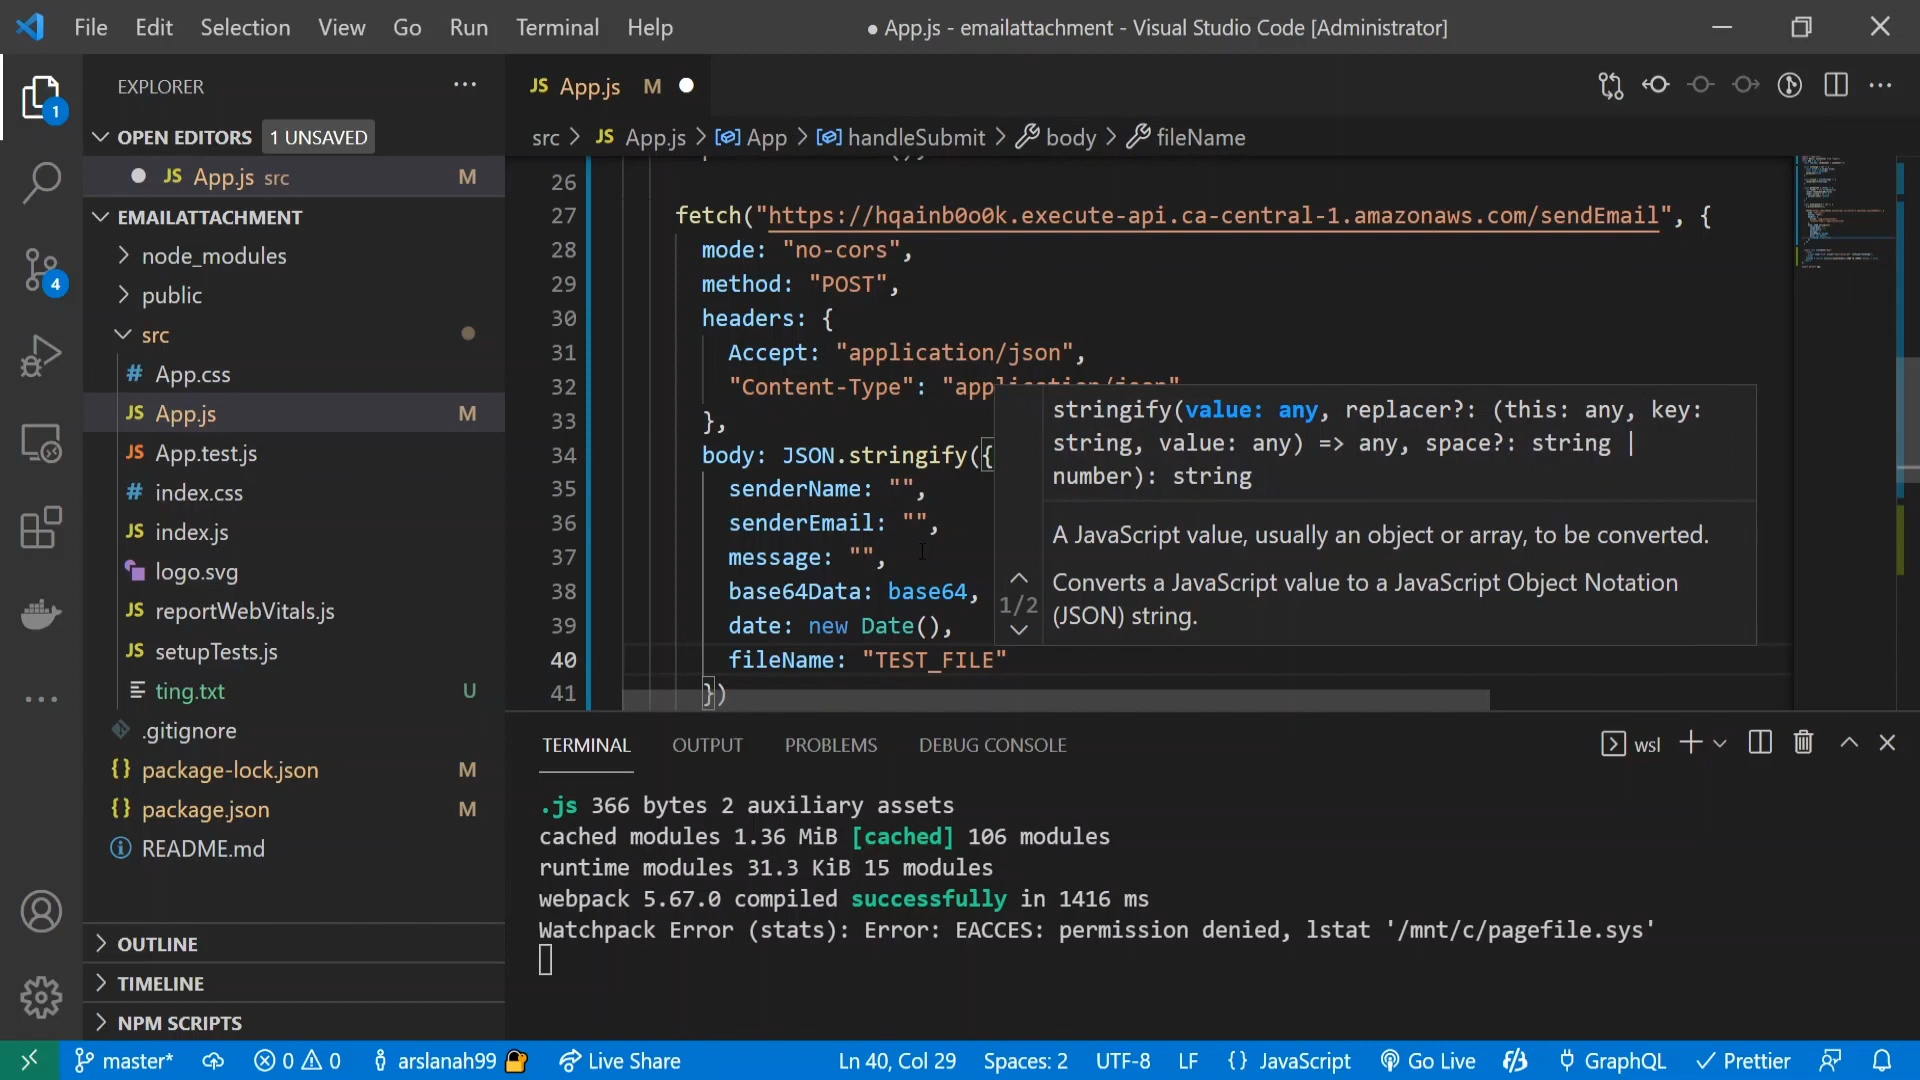 File Edit Selection View Go Run Terminal Help
● App.js - emailattachment - Visual Studio Code [Administrator]
EXPLORER
OPEN EDITORS 1 UNSAVED
JS App.js src M
EMAILATTACHMENT
node_modules
public
src
# App.css
JS App.js M
JS App.test.js
# index.css
JS index.js
logo.svg
JS reportWebVitals.js
JS setupTests.js
ting.txt U
.gitignore
{} package-lock.json M
{} package.json M
README.md
OUTLINE
TIMELINE
NPM SCRIPTS
1
4
JS App.js M
src > JS App.js > App > handleSubmit > body > fileName
26
27 fetch("https://hqainb0o0k.execute-api.ca-central-1.amazonaws.com/sendEmail", {
28 mode: "no-cors",
29 method: "POST",
30 headers: {
31 Accept: "application/json",
32 "Content-Type": "application/json"
33 },
34 body: JSON.stringify({
35 senderName: "",
36 senderEmail: "",
37 message: "",
38 base64Data: base64,
39 date: new Date(),
40 fileName: "TEST_FILE"
41 })
stringify(value: any, replacer?: (this: any, key:
string, value: any) => any, space?: string |
number): string
A JavaScript value, usually an object or array, to be converted.
1/2
Converts a JavaScript value to a JavaScript Object Notation
(JSON) string.
TERMINAL OUTPUT PROBLEMS DEBUG CONSOLE
wsl
.js 366 bytes 2 auxiliary assets
cached modules 1.36 MiB [cached] 106 modules
runtime modules 31.3 KiB 15 modules
webpack 5.67.0 compiled successfully in 1416 ms
Watchpack Error (stats): Error: EACCES: permission denied, lstat '/mnt/c/pagefile.sys'
master* 0 0 arslanah99 Live Share
Ln 40, Col 29 Spaces: 2 UTF-8 LF {} JavaScript Go Live GraphQL Prettier